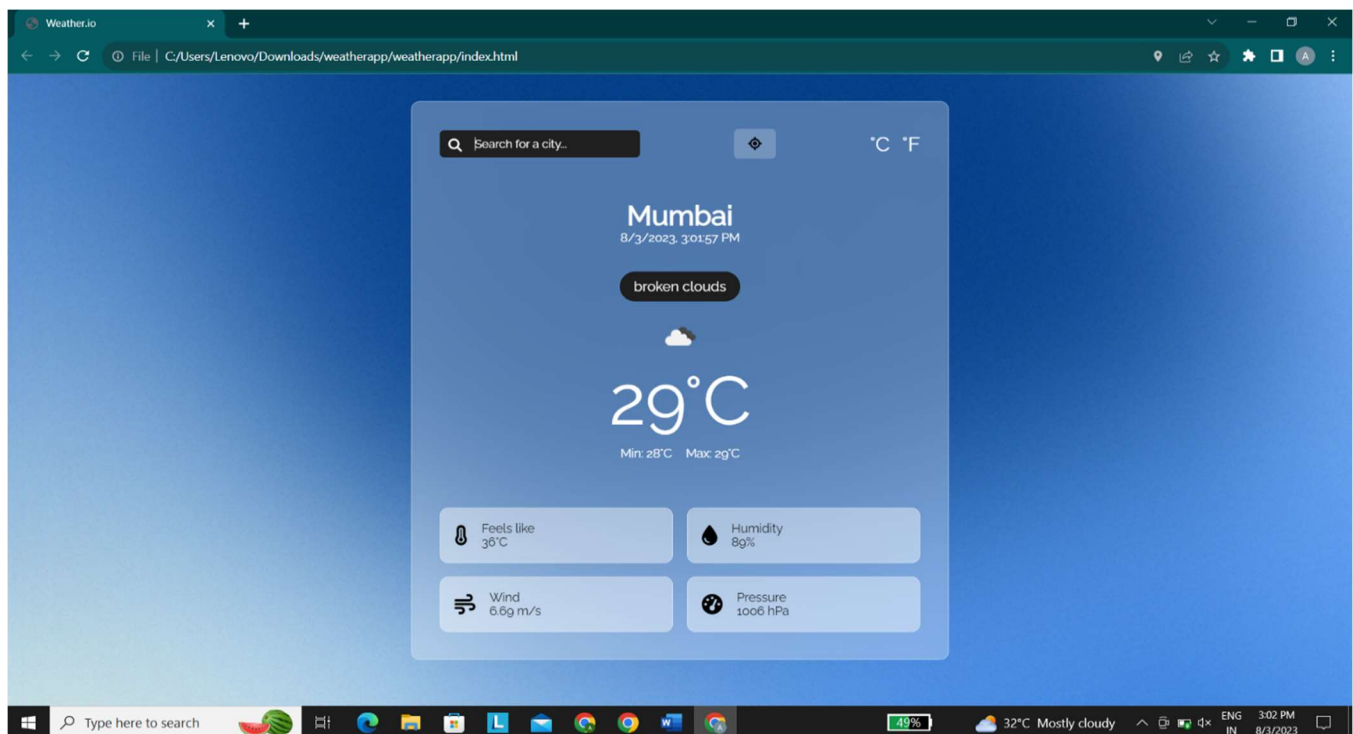 Weather.io
File | C:/Users/Lenovo/Downloads/weatherapp/weatherapp/index.html
A
Search for a city...
°C °F
Mumbai
8/3/2023, 3:01:57 PM
broken clouds
29°C
Min: 28°C Max: 29°C
Feels like
36°C
Humidity
89%
Wind
6.69 m/s
Pressure
1006 hPa
Type here to search
L
49%
32°C Mostly cloudy
ENG
IN
3:02 PM
8/3/2023